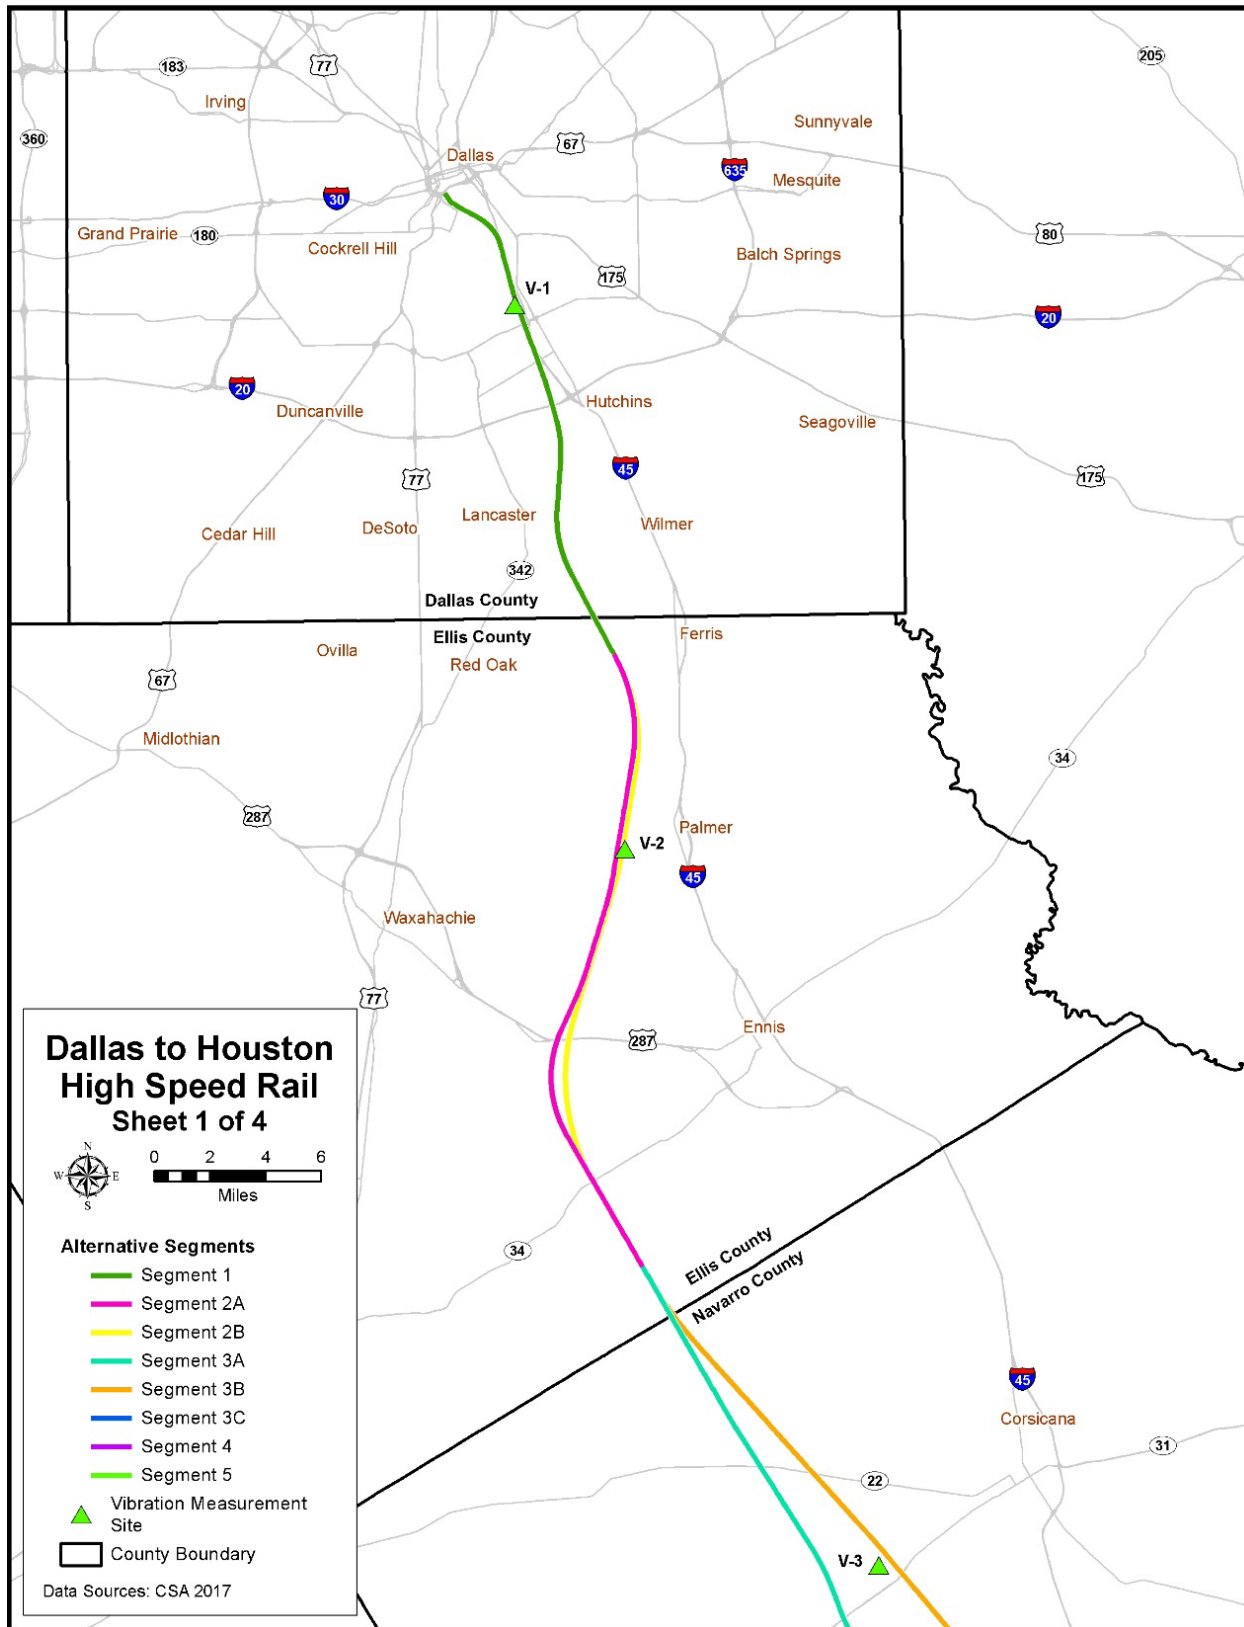 183
77
205
Irving
360
Sunnyvale
67
Dallas
635
Mesquite
30
Grand Prairie
180
80
Cockrell Hill
Balch Springs
175
V-1
20
20
Hutchins
Duncanville
Seagoville
45
77
175
Lancaster
Wilmer
DeSoto
Cedar Hill
342
Dallas County
Ellis County
Ferris
Ovilla
Red Oak
67
Midlothian
34
287
Palmer
V-2
45
Waxahachie
77
Ennis
287
Dallas to Houston
High Speed Rail
Sheet 1 of 4
N
W E
S
0 2 4 6
Miles
34
Ellis County
Navarro County
Alternative Segments
Segment 1
Segment 2A
Segment 2B
Segment 3A
Segment 3B
Segment 3C
Segment 4
Segment 5
Vibration Measurement
Site
County Boundary
Data Sources: CSA 2017
45
Corsicana
31
22
V-3